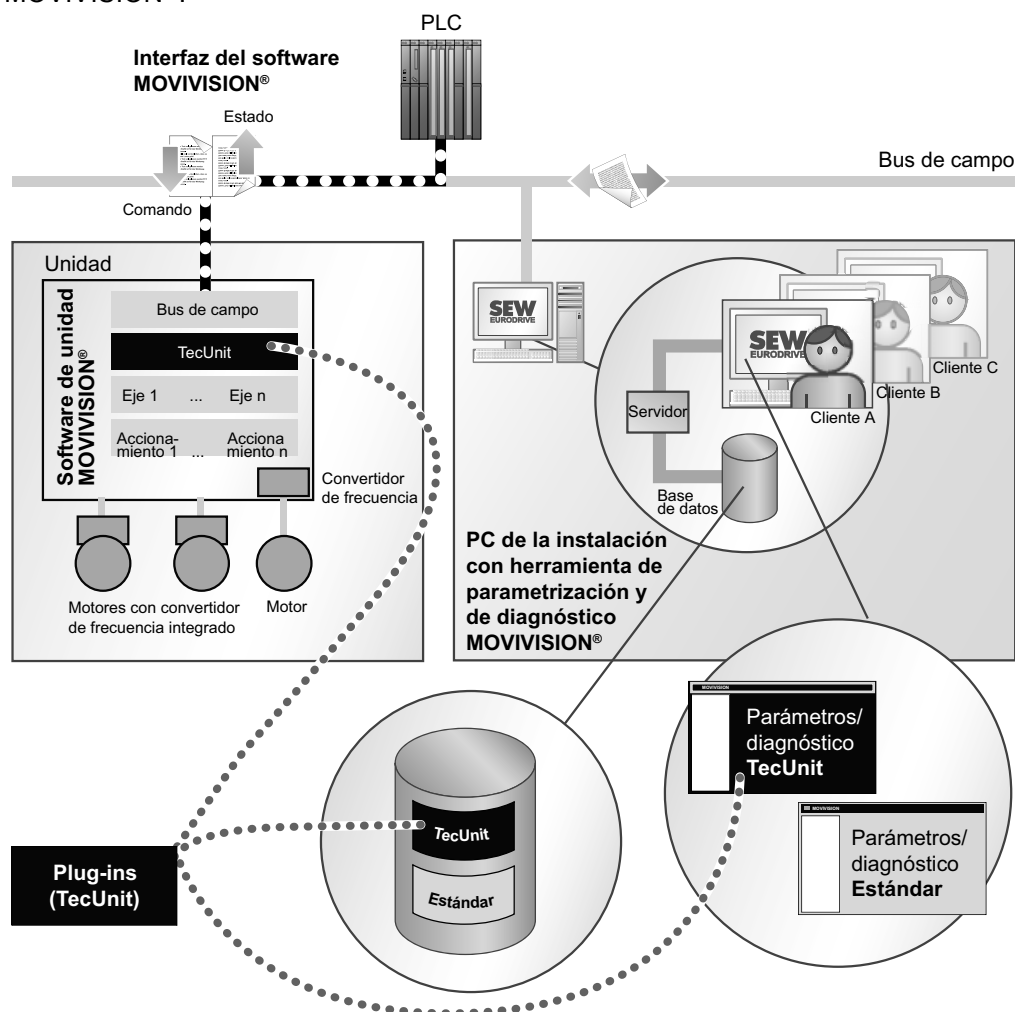 PLC
Interfaz del software
MOVIVISION®
Estado
Bus de campo
Comando
Unidad
Software de unidad
MOVIVISION®
Bus de campo
TecUnit
Eje 1 ... Eje n
Acciona-
miento 1 ...
Acciona
miento n
Convertidor
de frecuencia
Motores con convertidor
de frecuencia integrado
Motor
SEW
EURODRIVE
SEW
EURODRIVE
Servidor
Base
de datos
Cliente A
Cliente B
Cliente C
PC de la instalación
con herramienta de
parametrización y
de diagnóstico
MOVIVISION®
MOVIVISION
Parámetros/
diagnóstico
TecUnit
MOVIVISION
Parámetros/
diagnóstico
Estándar
TecUnit
Estándar
Plug-ins
(TecUnit)